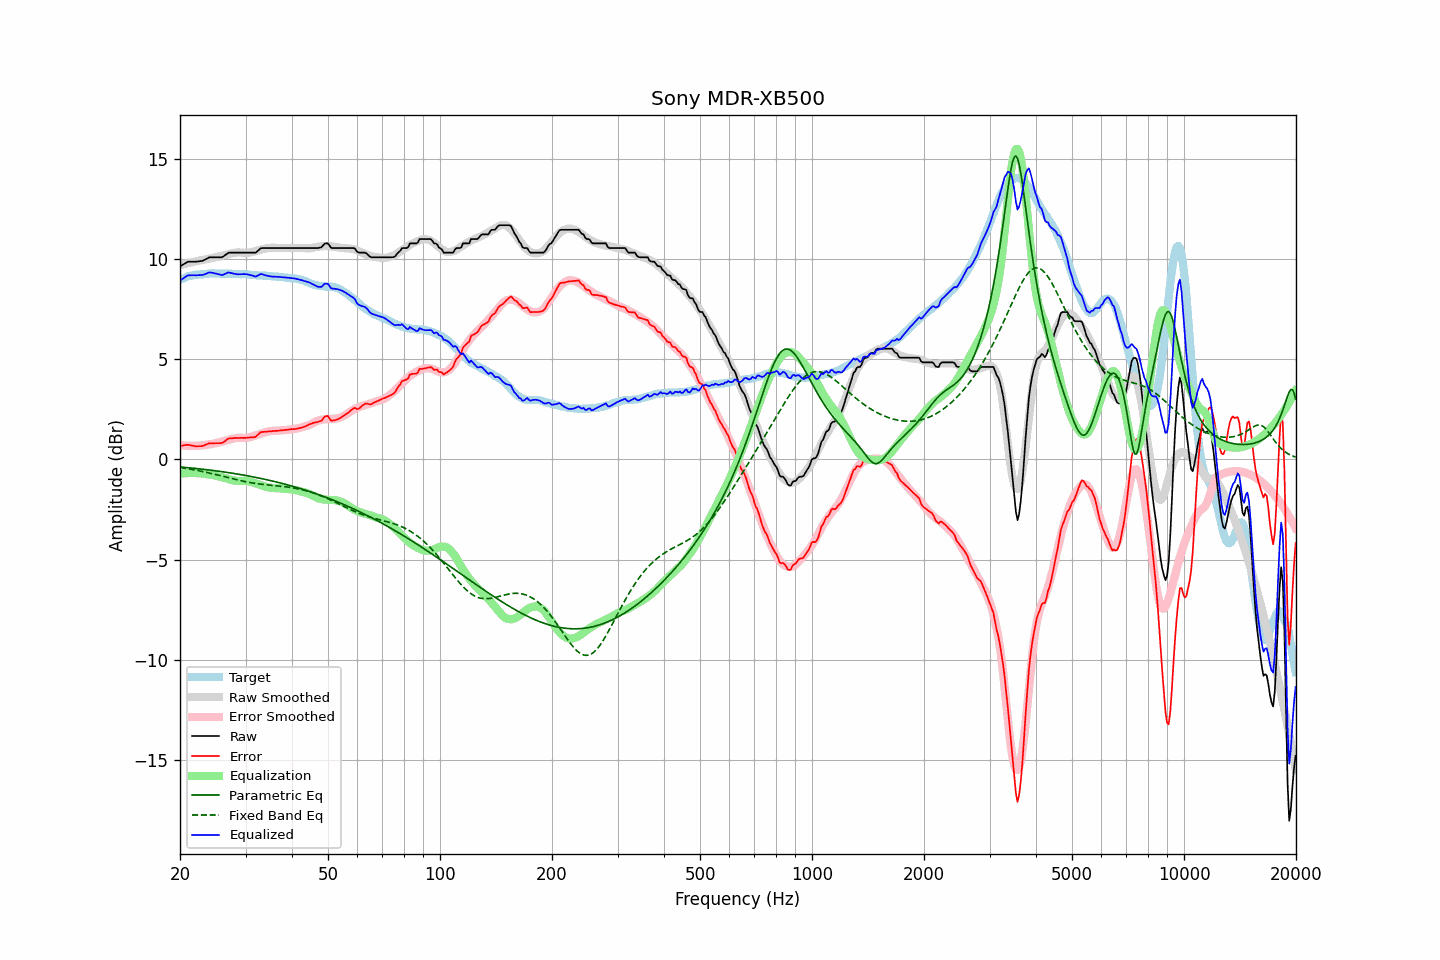 Sony MDR-XB500
Amplitude (dBr)
15
10
5
0
−5
−10
−15
Target
Raw Smoothed
Error Smoothed
Raw
Error
Equalization
Parametric Eq
Fixed Band Eq
Equalized
20 50 100 200 500 1000 2000 5000 10000 20000
Frequency (Hz)